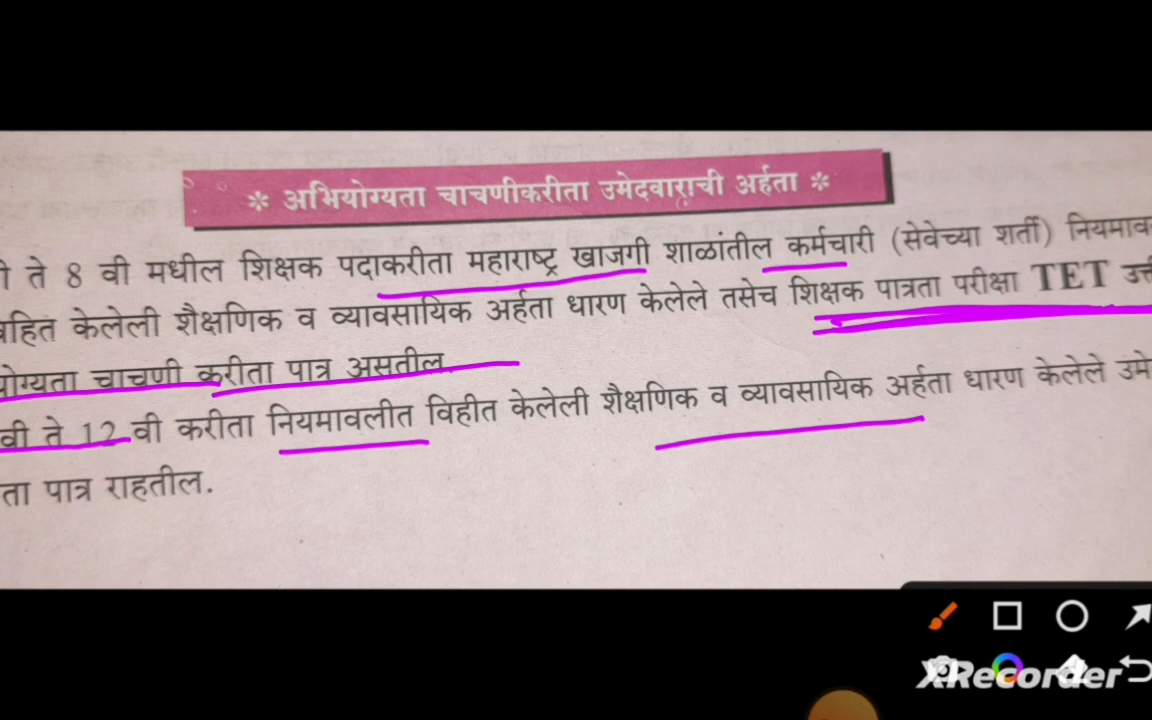 * अभियोग्यता चाचणीकरीता उमेदवाराची अर्हता *
ते 8 वी मधील शिक्षक पदाकरीता महाराष्ट्र खाजगी शाळांतील कर्मचारी (सेवेच्या शर्ती)
केलेली शैक्षणिक व व्यावसायिक अर्हता धारण केलेले तसेच शिक्षक पात्रता परीक्षा TET
चाचणी करीता पात्र असतील.
वी ते 12 वी करीता नियमावलीत विहीत केलेली शैक्षणिक व व्यावसायिक अर्हता धारण केलेले
पात्र राहतील.
XRecorder